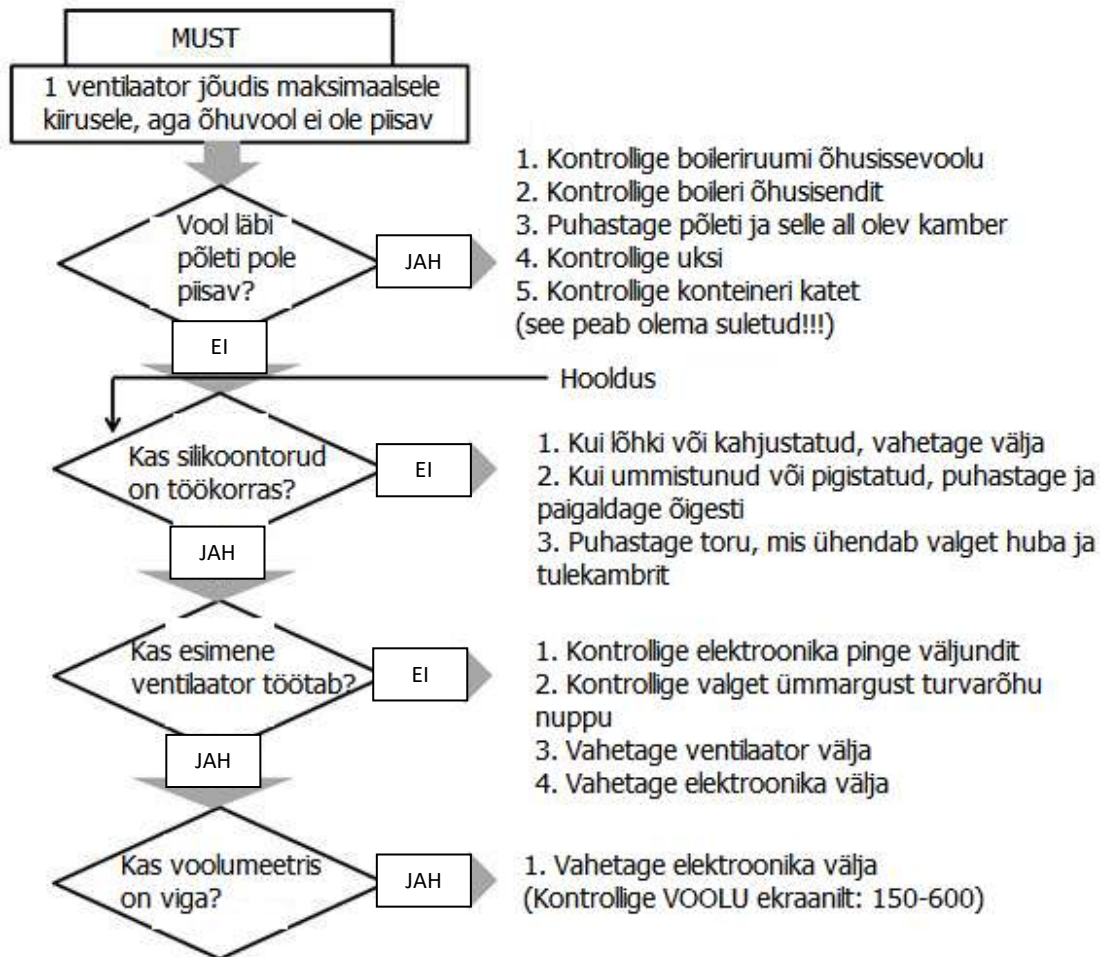 MUST
1 ventilaator jõudis maksimaalsele
kiirusele, aga õhuvool ei ole piisav
Vool läbi
põleti pole
piisav?
JAH
1. Kontrollige boileriruumi õhusissevoolu
2. Kontrollige boileri õhusisendit
3. Puhastage põleti ja selle all olev kamber
4. Kontrollige uksi
5. Kontrollige konteineri katet
(see peab olema suletud!!!)
EI
Hooldus
Kas silikoontorud
on töökorras?
EI
1. Kui lõhki või kahjustatud, vahetage välja
2. Kui ummistunud või pigistatud, puhastage ja
paigaldage õigesti
3. Puhastage toru, mis ühendab valget huba ja
tulekambrit
JAH
Kas esimene
ventilaator töötab?
EI
1. Kontrollige elektroonika pinge väljundit
2. Kontrollige valget ümmargust turvarõhu
nuppu
3. Vahetage ventilaator välja
4. Vahetage elektroonika välja
JAH
Kas voolumeetris
on viga?
JAH
1. Vahetage elektroonika välja
(Kontrollige VOOLU ekraanilt: 150-600)